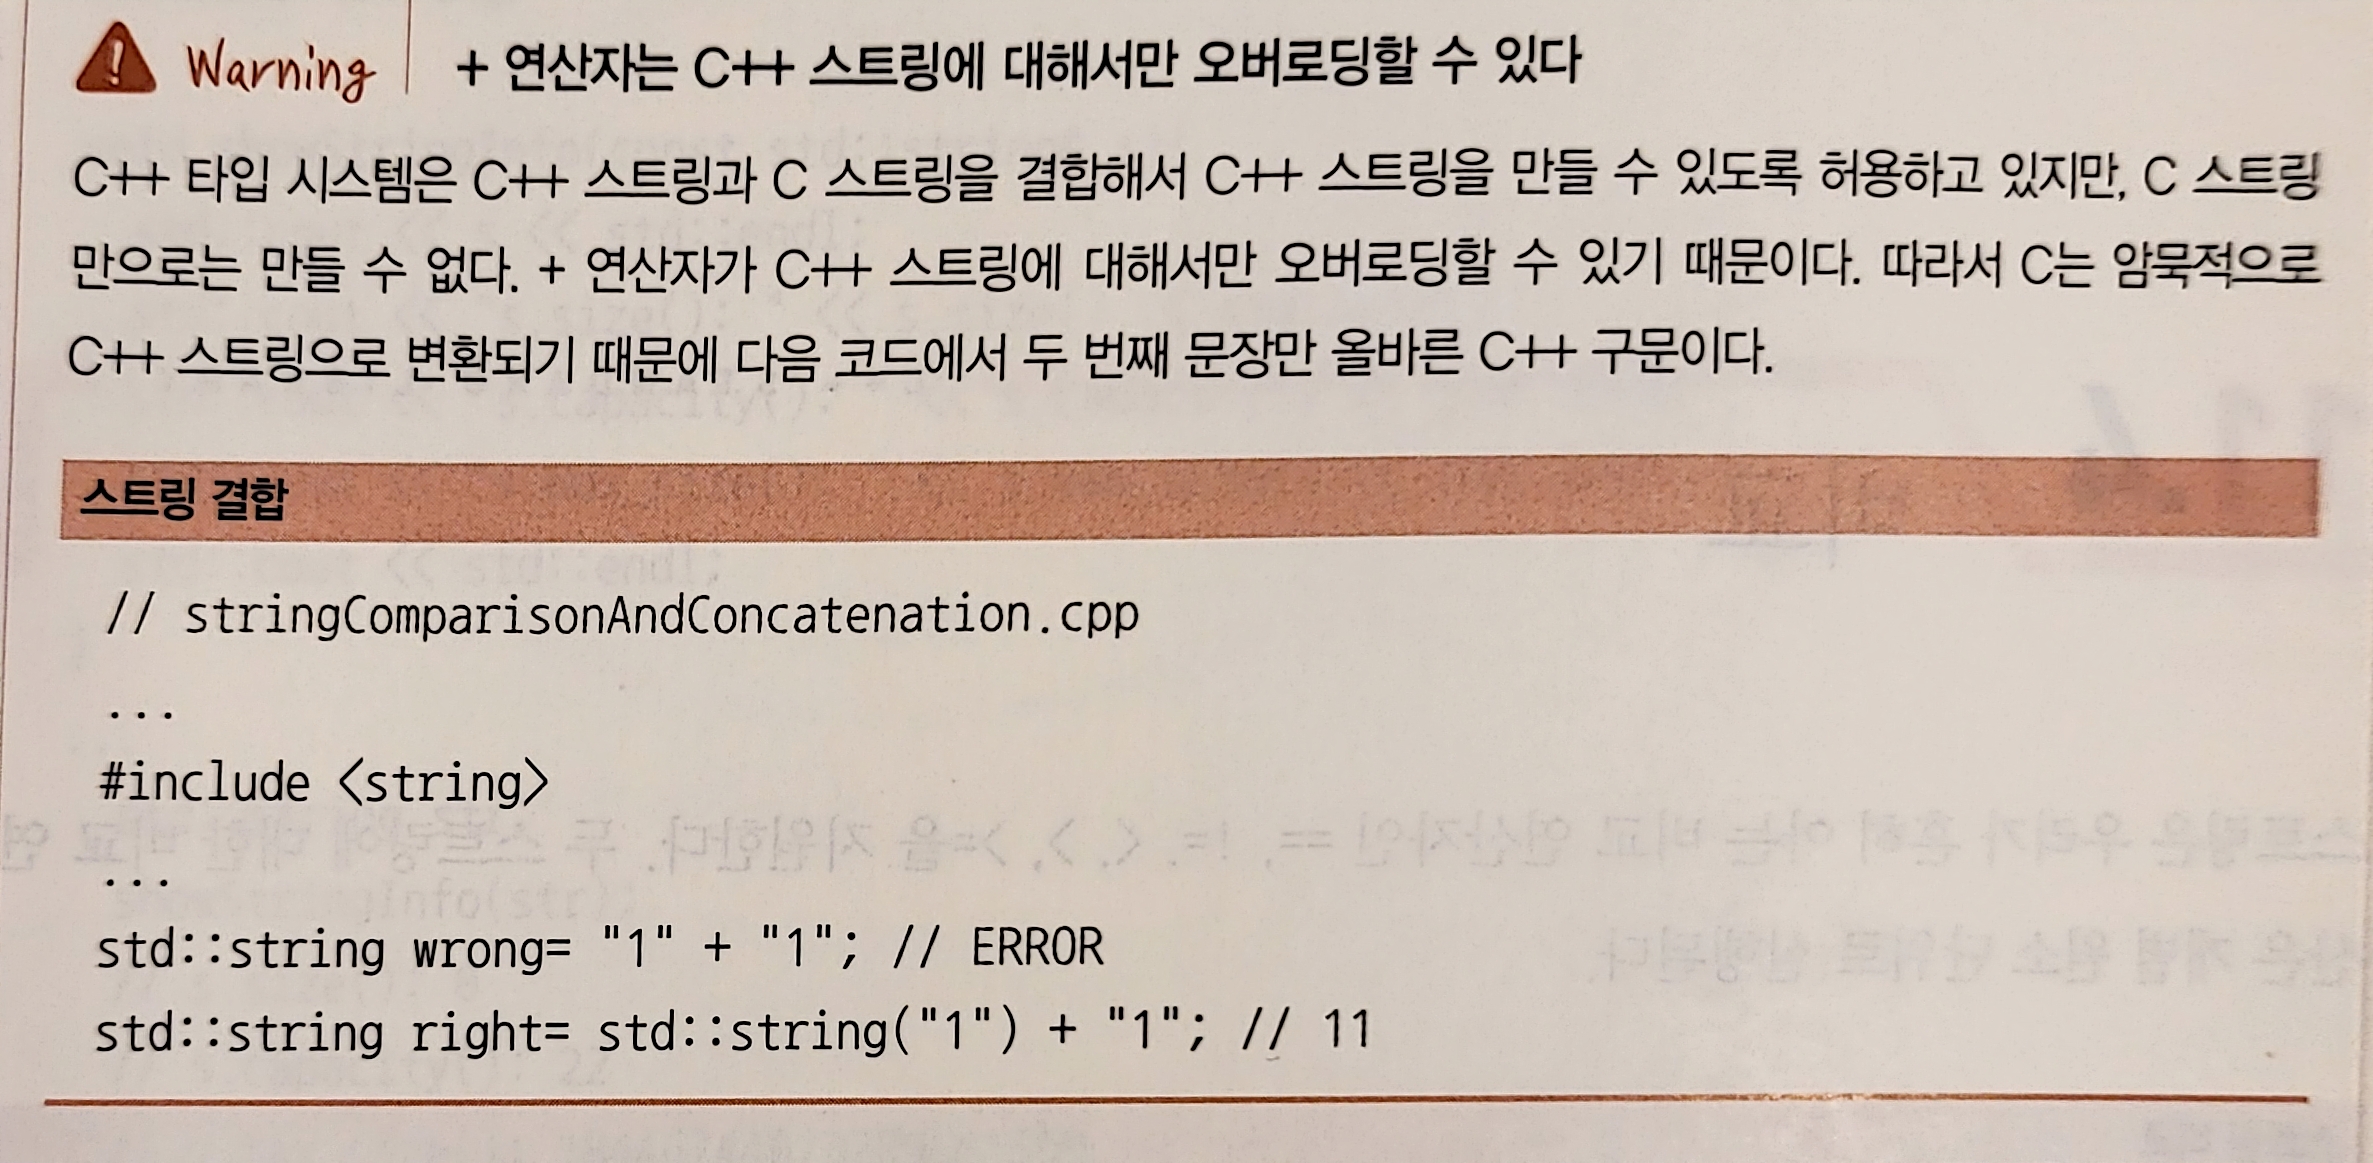 Warning + 연산자는 C++ 스트링에 대해서만 오버로딩할 수 있다
C++ 타입 시스템은 C++ 스트링과 C 스트링을 결합해서 C++ 스트링을 만들 수 있도록 허용하고 있지만, C 스트링
만으로는 만들 수 없다. + 연산자가 C++ 스트링에 대해서만 오버로딩할 수 있기 때문이다. 따라서 C는 암묵적으로
C++ 스트링으로 변환되기 때문에 다음 코드에서 두 번째 문장만 올바른 C++ 구문이다.
스트링 결합
// stringComparisonAndConcatenation.cpp
...
#include <string>
...
std::string wrong= "1" + "1"; // ERROR
std::string right= std::string("1") + "1"; // 11